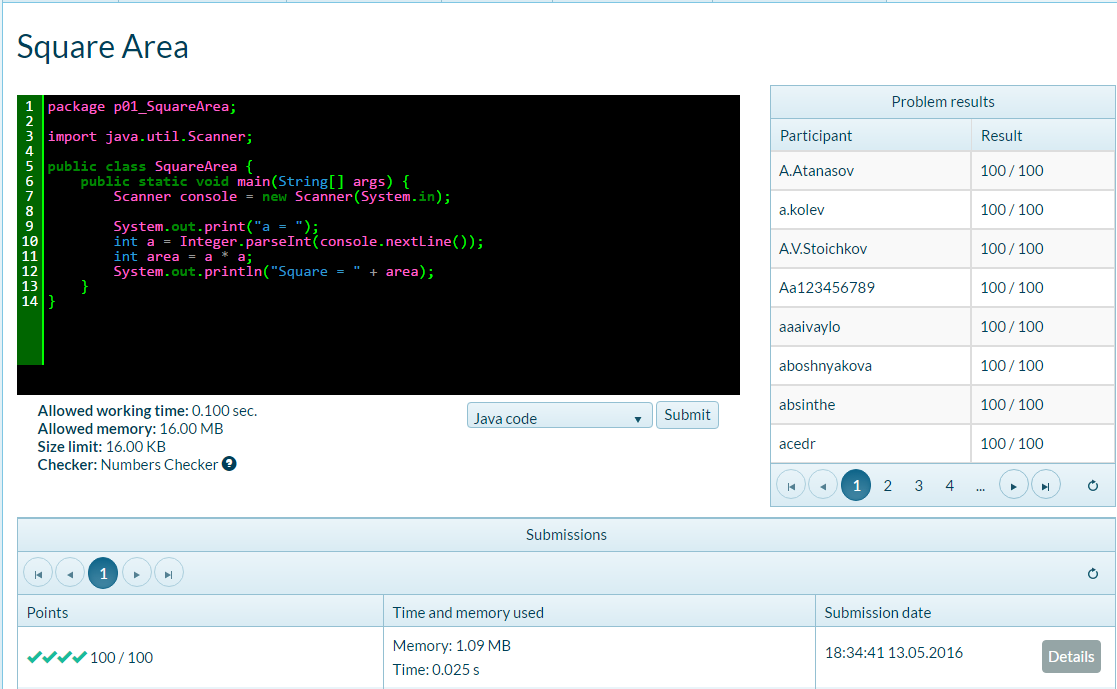 Square Area
1 package p01_SquareArea;
2
3 import java.util.Scanner;
4
5 public class SquareArea {
6     public static void main(String[] args) {
7         Scanner console = new Scanner(System.in);
8
9         System.out.print("a = ");
10         int a = Integer.parseInt(console.nextLine());
11         int area = a * a;
12         System.out.println("Square = " + area);
13     }
14 }
Allowed working time: 0.100 sec.
Allowed memory: 16.00 MB
Size limit: 16.00 KB
Checker: Numbers Checker ?
Java code Submit
Problem results
Participant Result
A.Atanasov 100 / 100
a.kolev 100 / 100
A.V.Stoichkov 100 / 100
Aa123456789 100 / 100
aaaivaylo 100 / 100
aboshnyakova 100 / 100
absinthe 100 / 100
acedr 100 / 100
1 2 3 4 ...
Submissions
1
Points Time and memory used Submission date
100 / 100 Memory: 1.09 MB 18:34:41 13.05.2016 Details
Time: 0.025 s